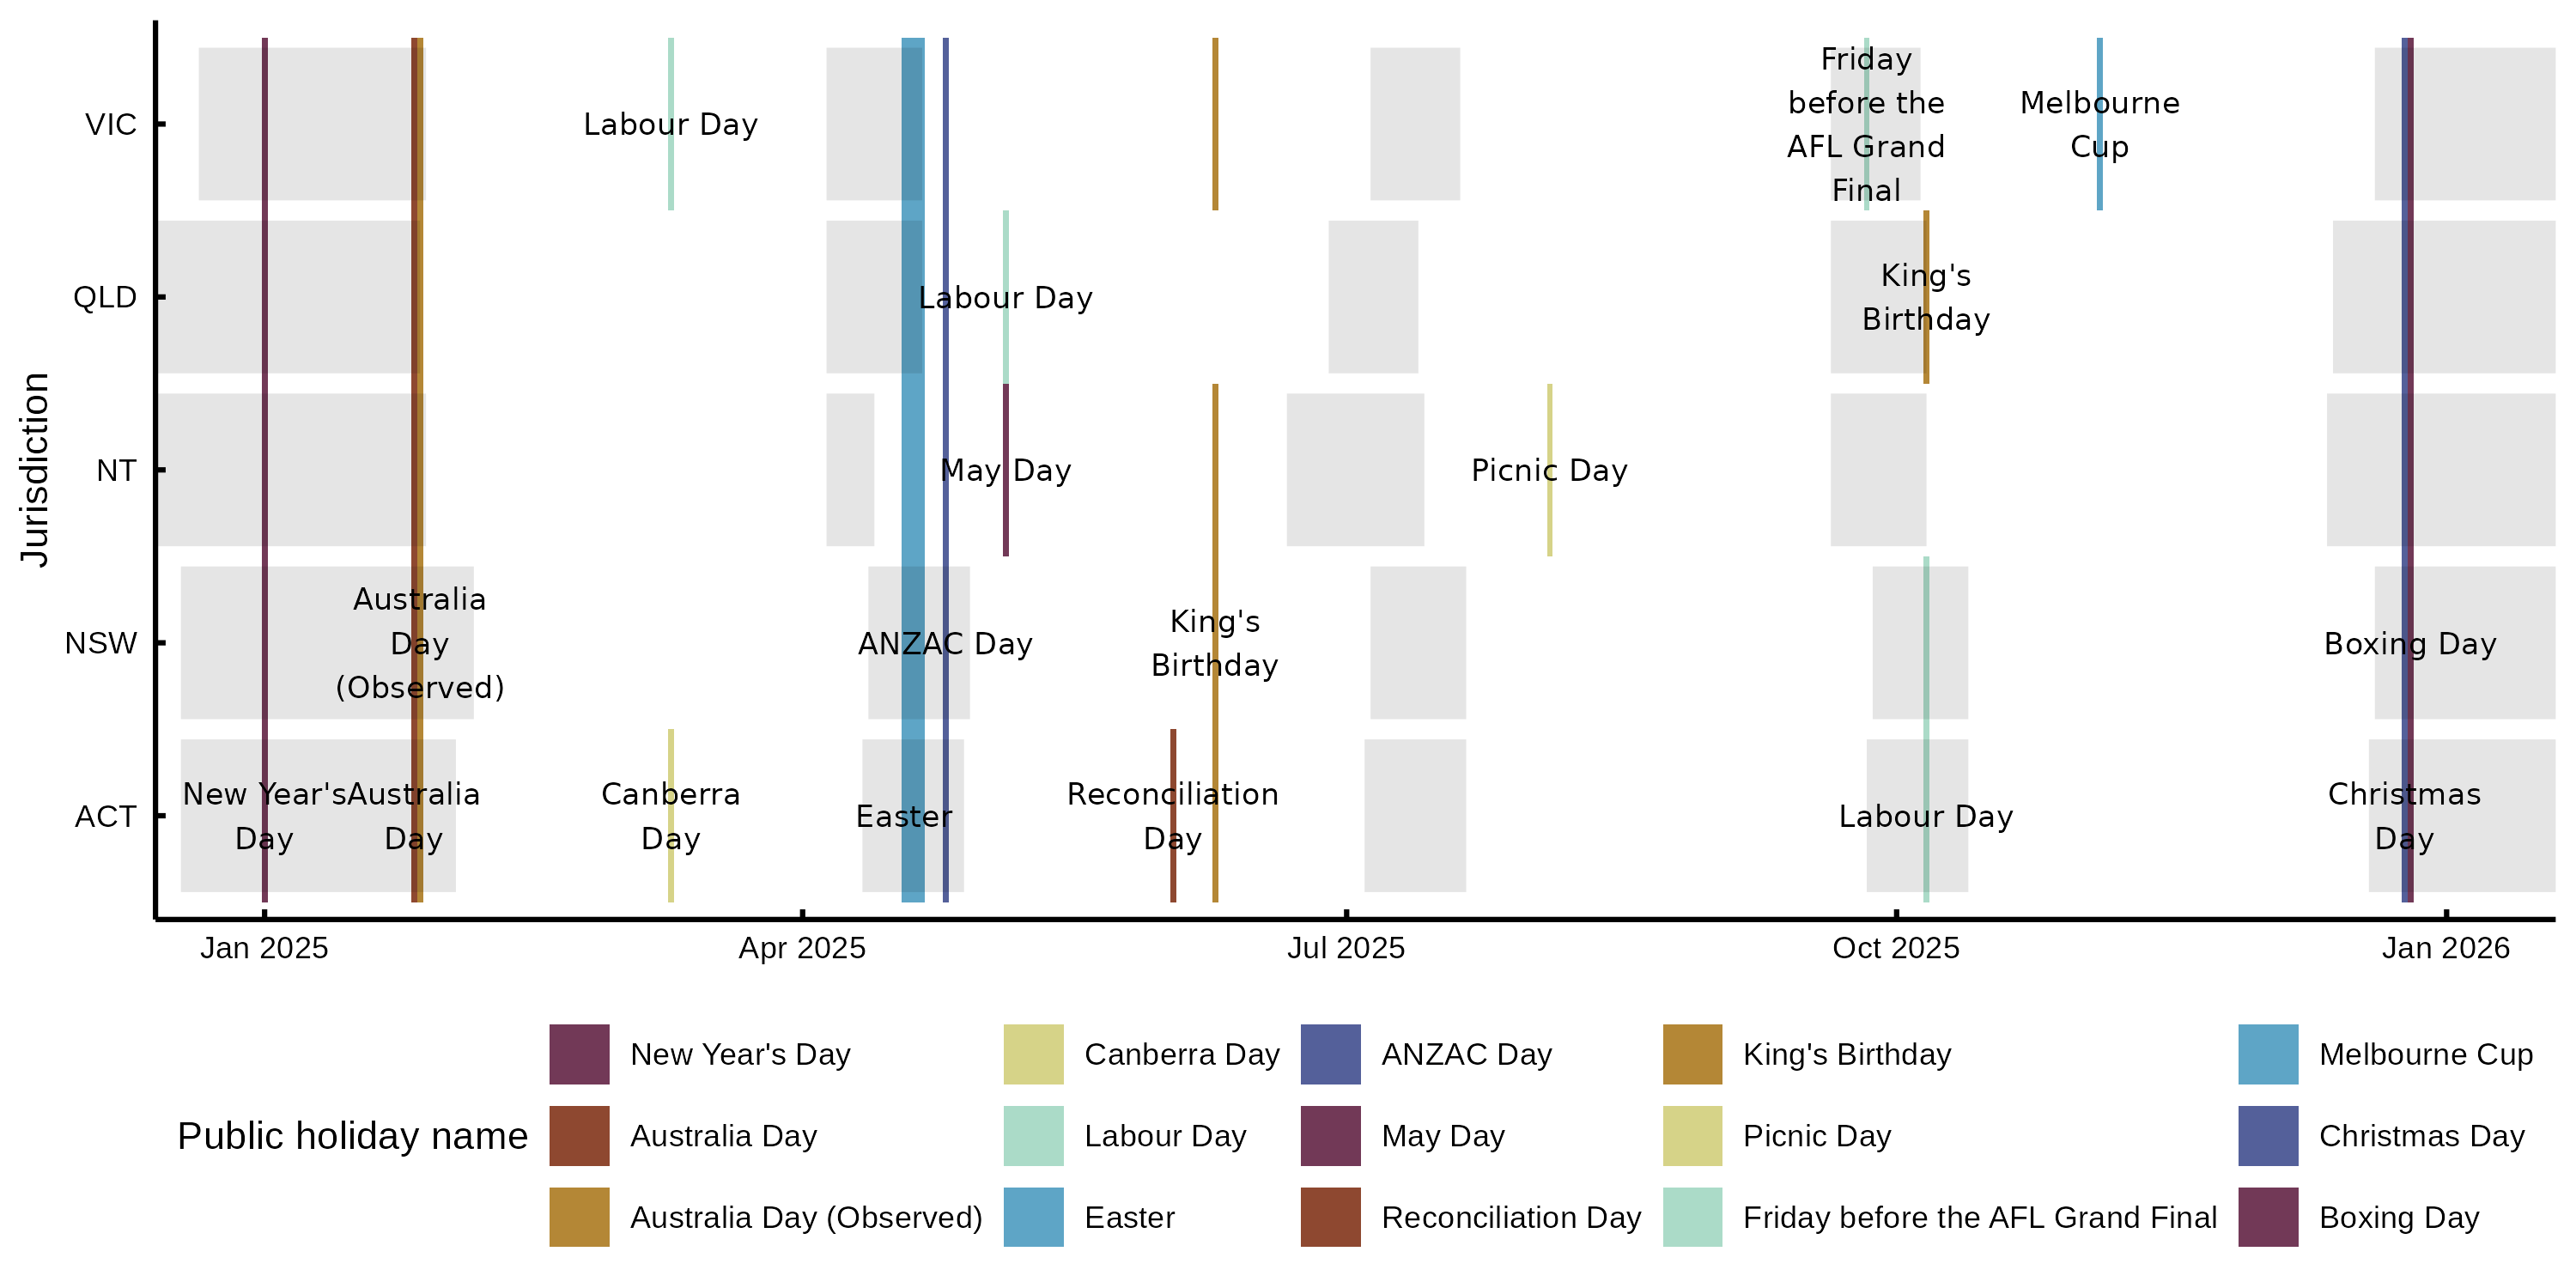 Jurisdiction
VIC
QLD
NT
NSW
ACT
Labour Day
Friday
before the
AFL Grand
Final
Melbourne
Cup
Labour Day
King's
Birthday
May Day
Picnic Day
Australia
Day
(Observed)
ANZAC Day
King's
Birthday
Boxing Day
New Year's
Day
Australia
Day
Canberra
Day
Easter
Reconciliation
Day
Labour Day
Christmas
Day
Jan 2025
Apr 2025
Jul 2025
Oct 2025
Jan 2026
Public holiday name
New Year's Day
Australia Day
Australia Day (Observed)
Canberra Day
Labour Day
Easter
ANZAC Day
May Day
Reconciliation Day
King's Birthday
Picnic Day
Friday before the AFL Grand Final
Melbourne Cup
Christmas Day
Boxing Day